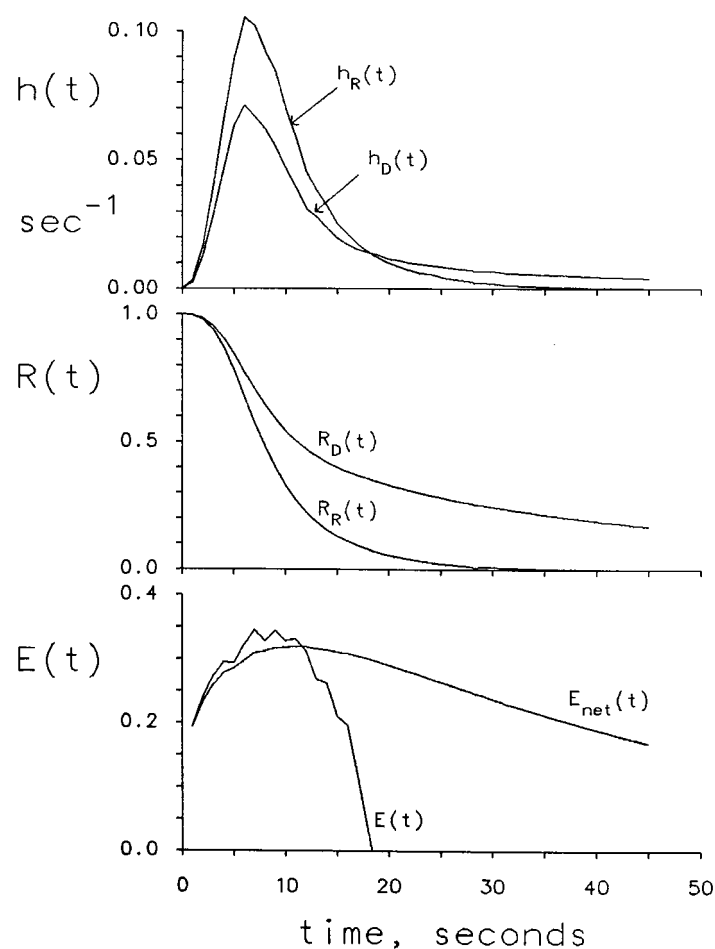 0.10
h(t)
h_R(t)
0.05
h_D(t)
sec⁻¹
0.00
1.0
R(t)
0.5
R_D(t)
R_R(t)
0.0
0.4
E(t)
E_net(t)
0.2
E(t)
0.0
0 10 20 30 40 50
time, seconds